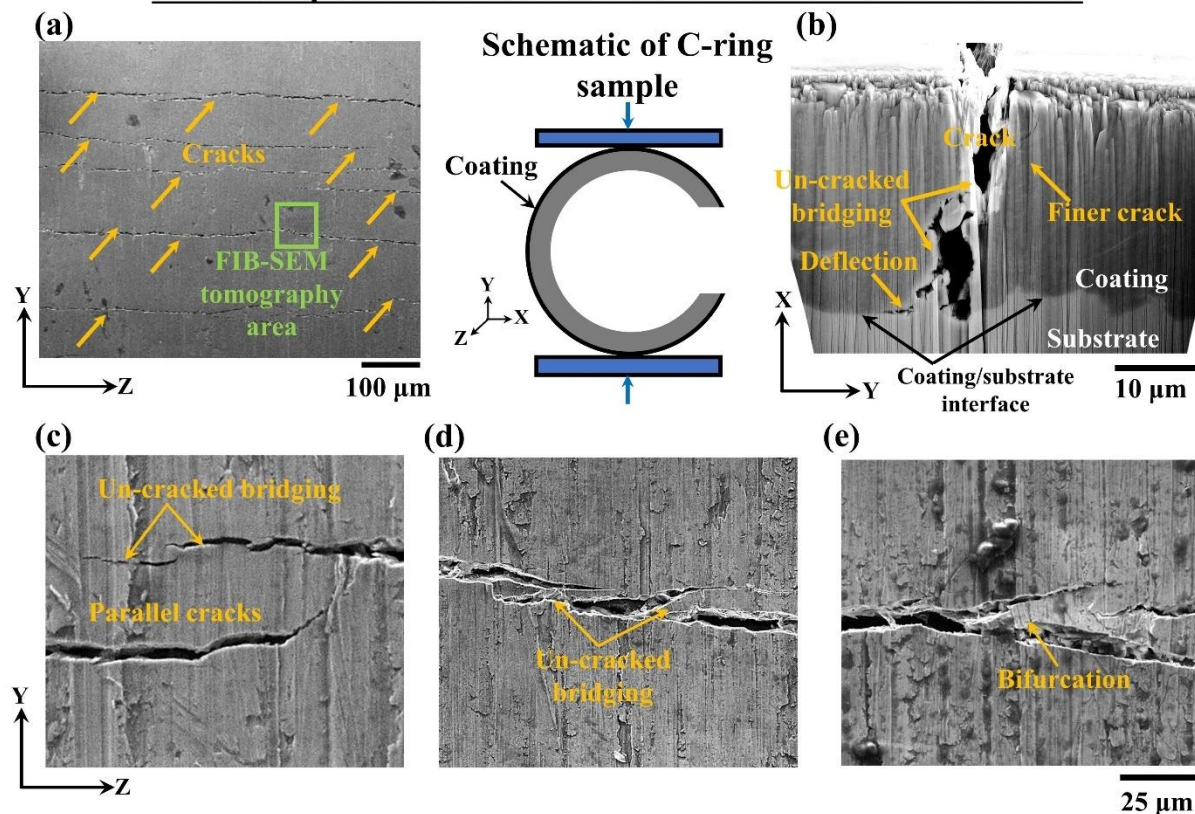 (a)
Cracks
FIB-SEM
tomography
area
Y
Z
100 μm
Schematic of C-ring
sample
Coating
Y
X
Z
(b)
Crack
Un-cracked
bridging
Finer crack
Deflection
Coating
Substrate
X
Y
Coating/substrate
interface
10 μm
(c)
Un-cracked bridging
Parallel cracks
Y
Z
(d)
Un-cracked
bridging
(e)
Bifurcation
25 μm